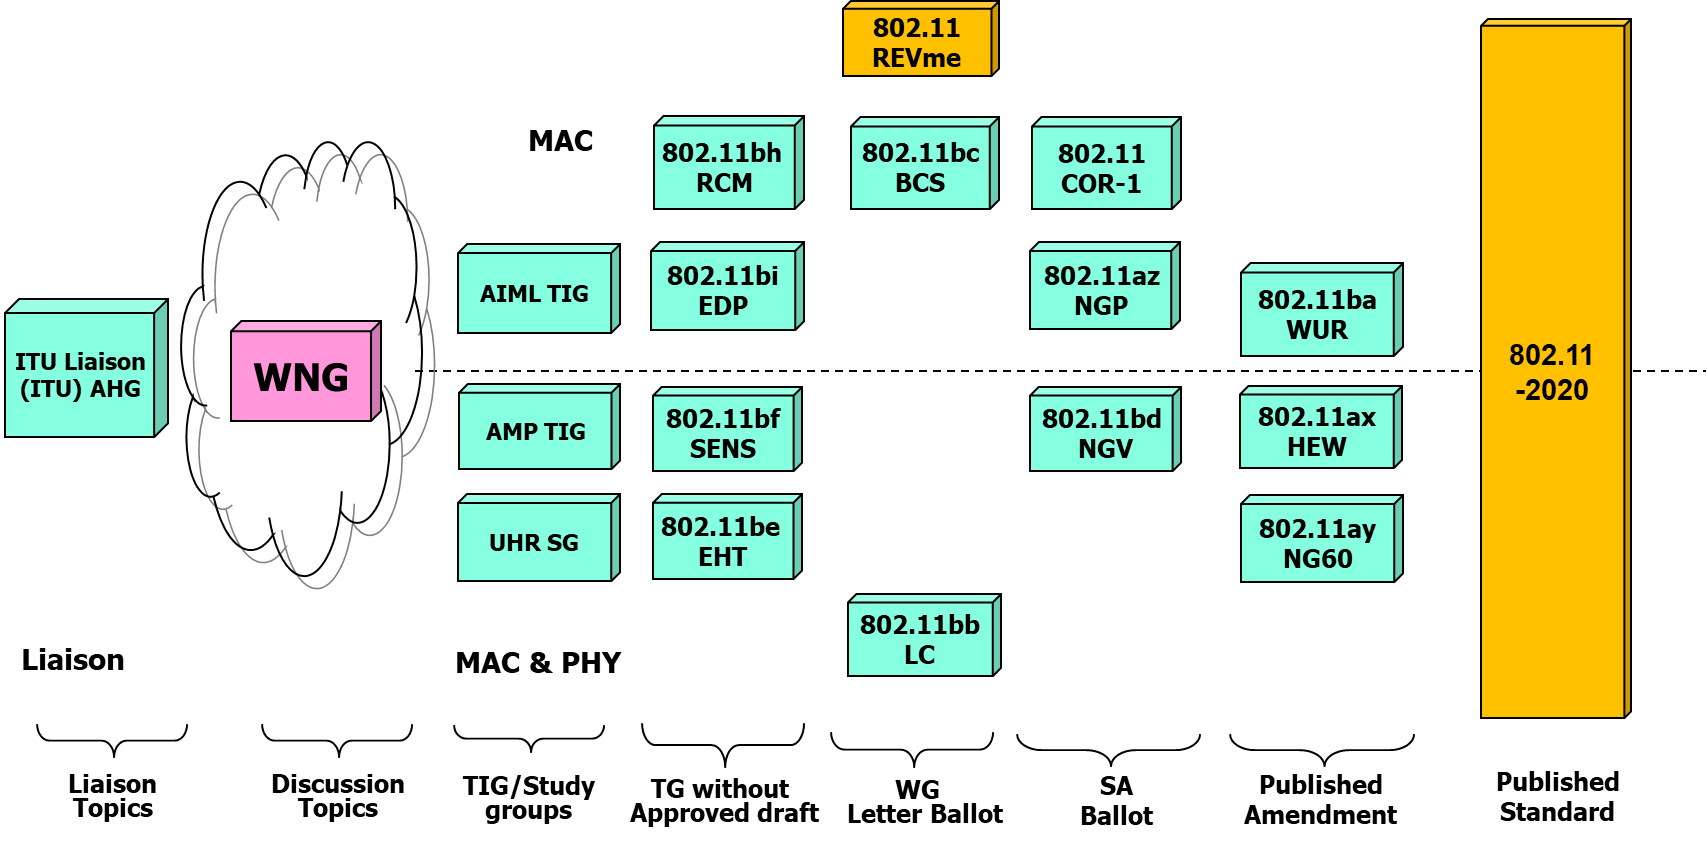 802.11
REVme
MAC
802.11bh
RCM
802.11bc
BCS
802.11
COR-1
AIML TIG
802.11bi
EDP
802.11az
NGP
802.11ba
WUR
ITU Liaison
(ITU) AHG
WNG
802.11
-2020
AMP TIG
802.11bf
SENS
802.11bd
NGV
802.11ax
HEW
UHR SG
802.11be
EHT
802.11ay
NG60
802.11bb
LC
Liaison
MAC & PHY
Liaison
Topics
Discussion
Topics
TIG/Study
groups
TG without
Approved draft
WG
Letter Ballot
SA
Ballot
Published
Amendment
Published
Standard